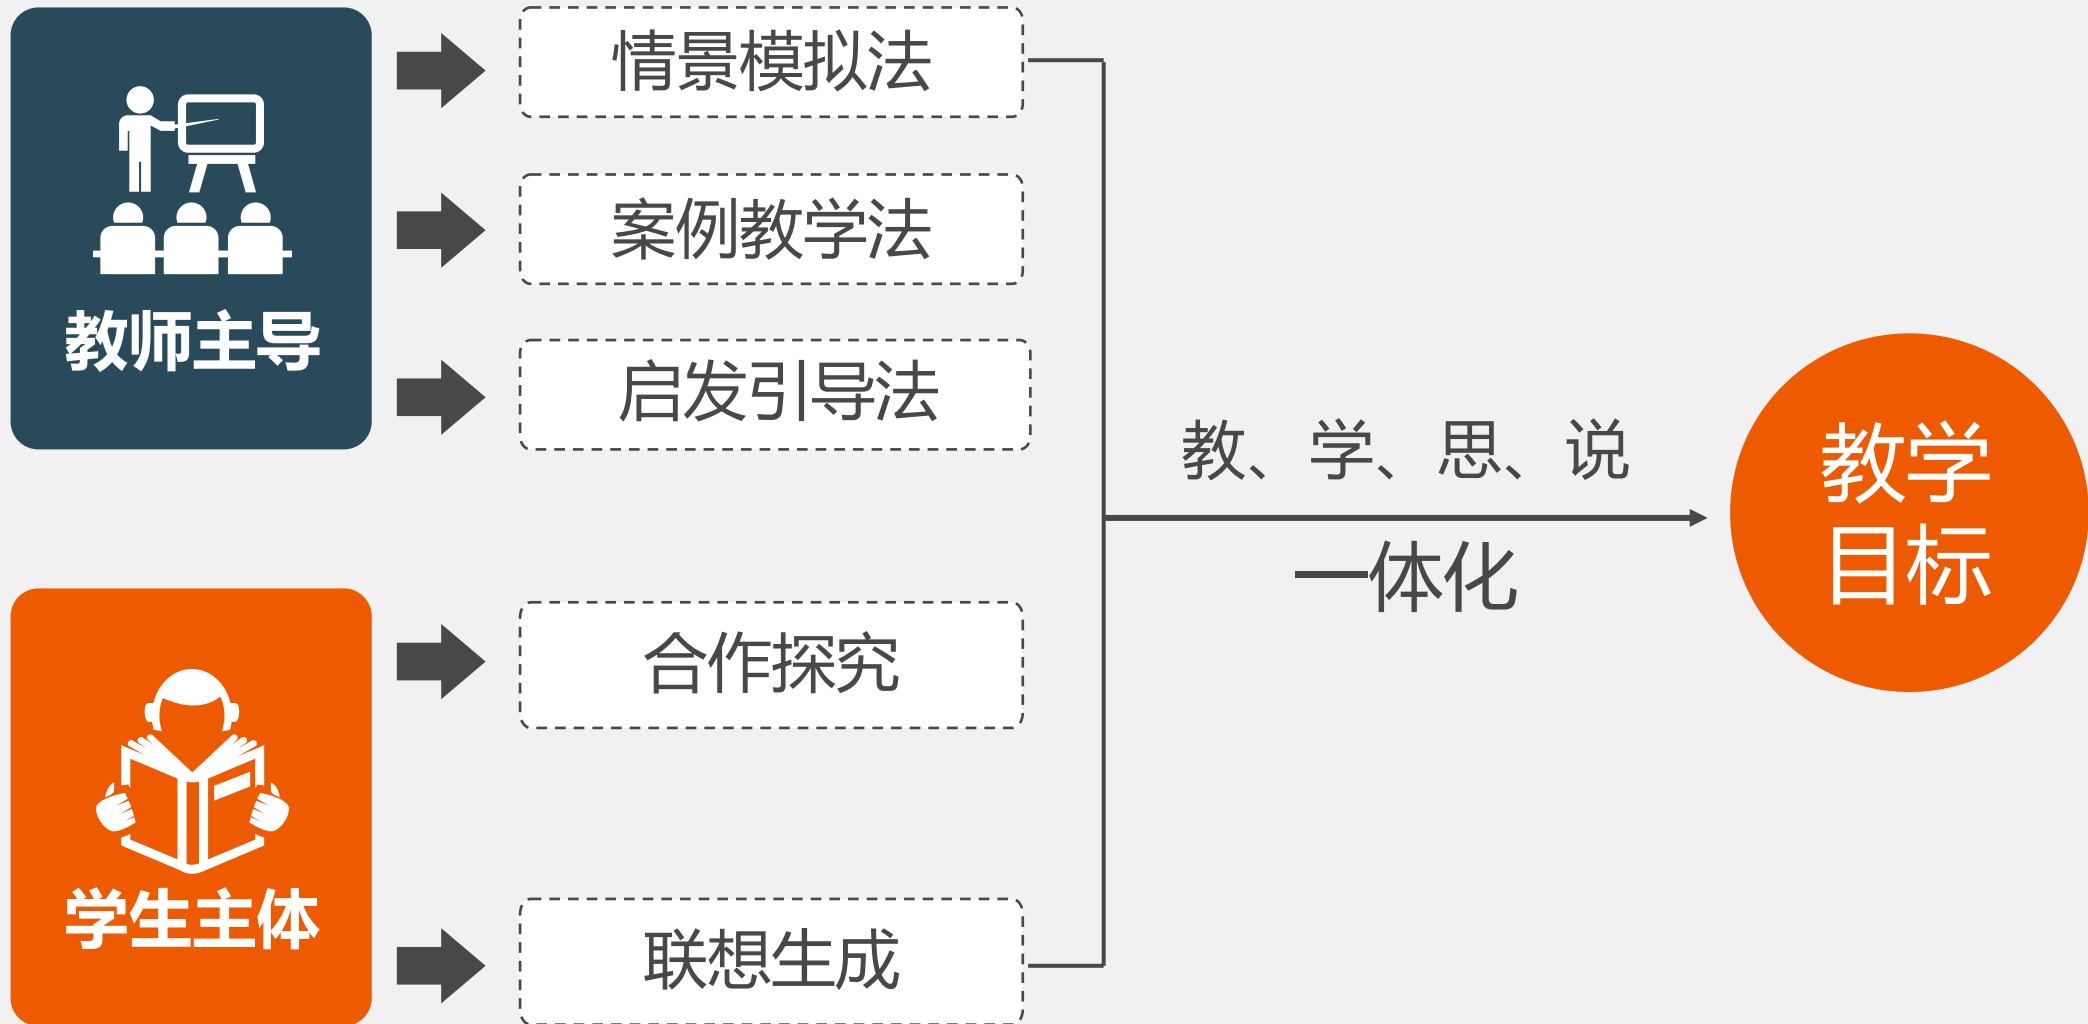 教师主导
情景模拟法
案例教学法
启发引导法
学生主体
合作探究
联想生成
教、学、思、说
一体化
教学
目标